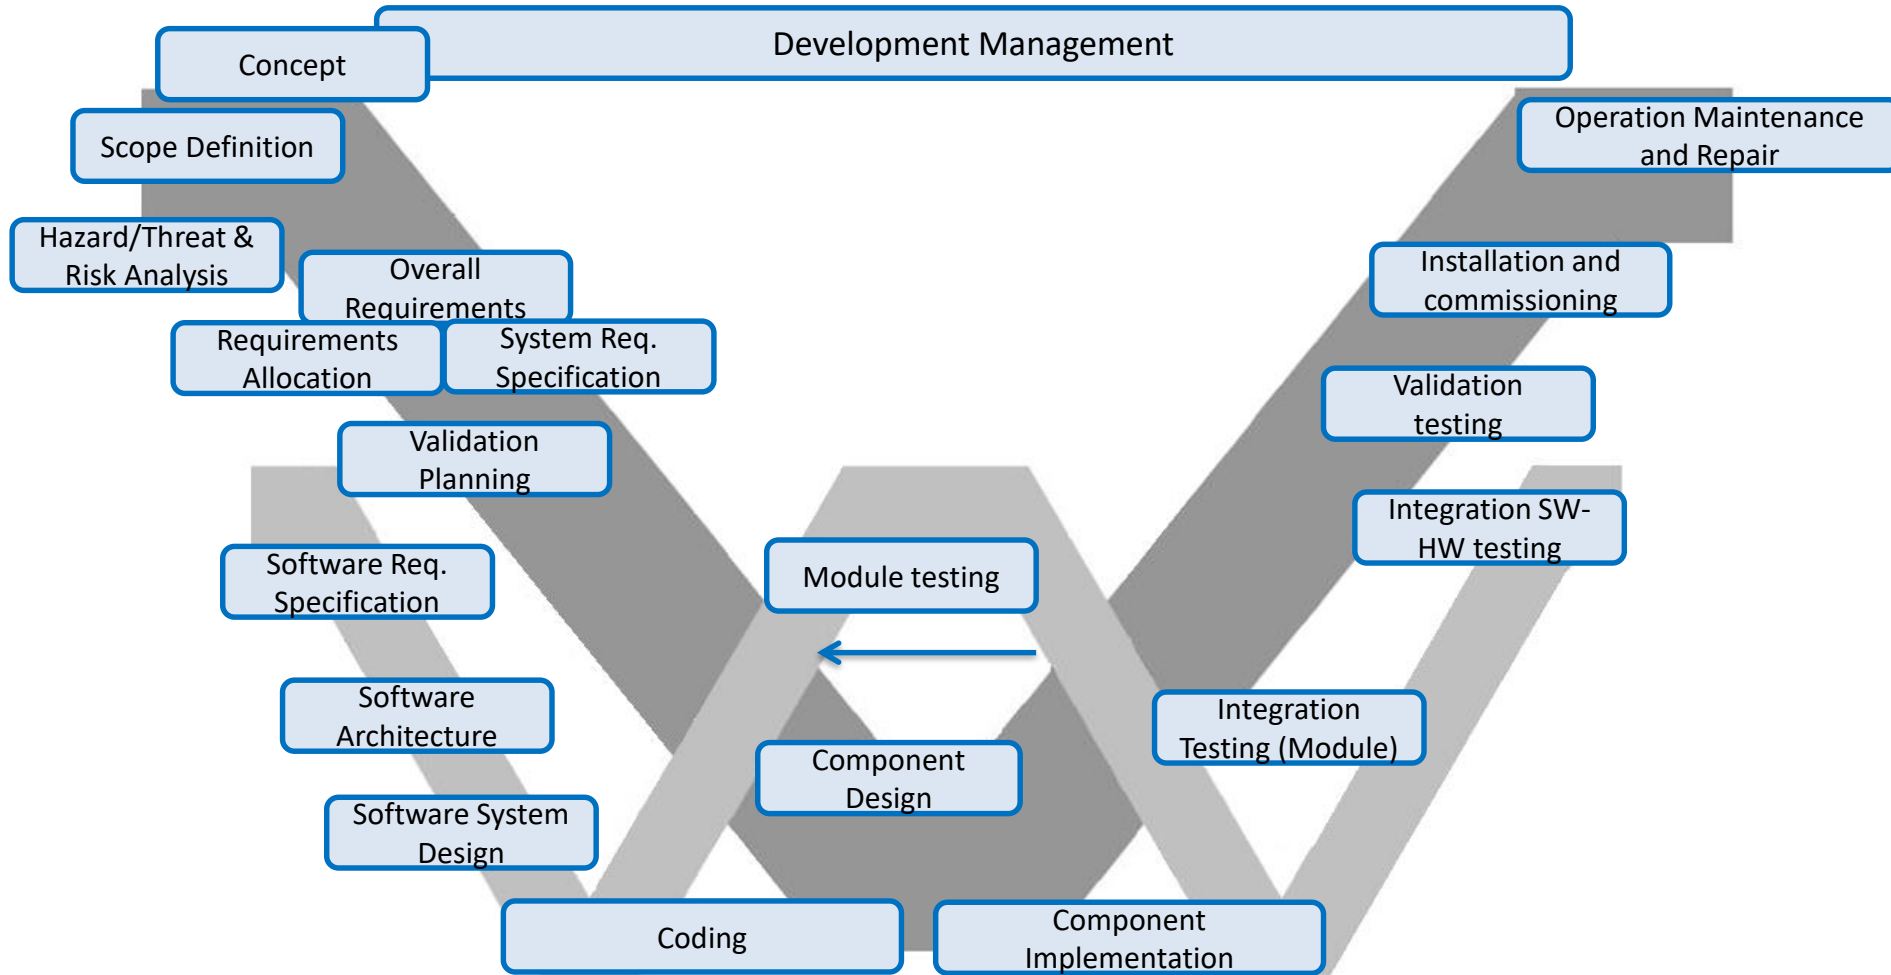 Development Management
Concept
Scope Definition
Operation Maintenance
and Repair
Hazard/Threat &
Risk Analysis
Overall
Requirements
Installation and
commissioning
Requirements
Allocation
System Req.
Specification
Validation
testing
Validation
Planning
Integration SW-
HW testing
Software Req.
Specification
Module testing
Software
Architecture
Integration
Testing (Module)
Component
Design
Software System
Design
Coding
Component
Implementation